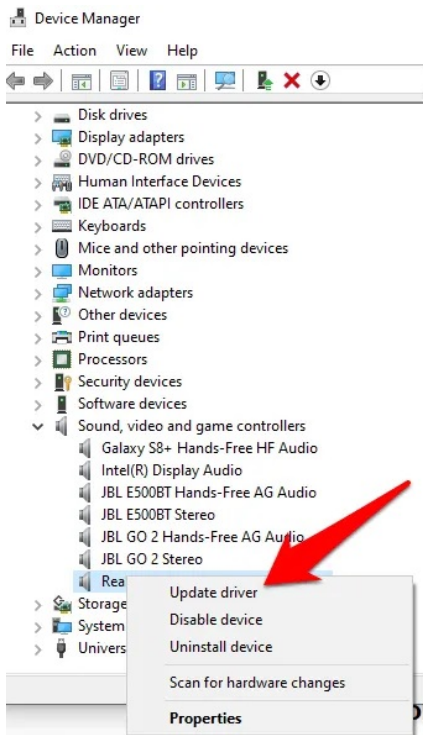 Device Manager
File Action View Help
Disk drives
Display adapters
DVD/CD-ROM drives
Human Interface Devices
IDE ATA/ATAPI controllers
Keyboards
Mice and other pointing devices
Monitors
Network adapters
Other devices
Print queues
Processors
Security devices
Software devices
Sound, video and game controllers
Galaxy S8+ Hands-Free HF Audio
Intel(R) Display Audio
JBL E500BT Hands-Free AG Audio
JBL E500BT Stereo
JBL GO 2 Hands-Free AG Audio
JBL GO 2 Stereo
Rea
Update driver
Storage
Disable device
System
Univers
Uninstall device
Scan for hardware changes
Properties